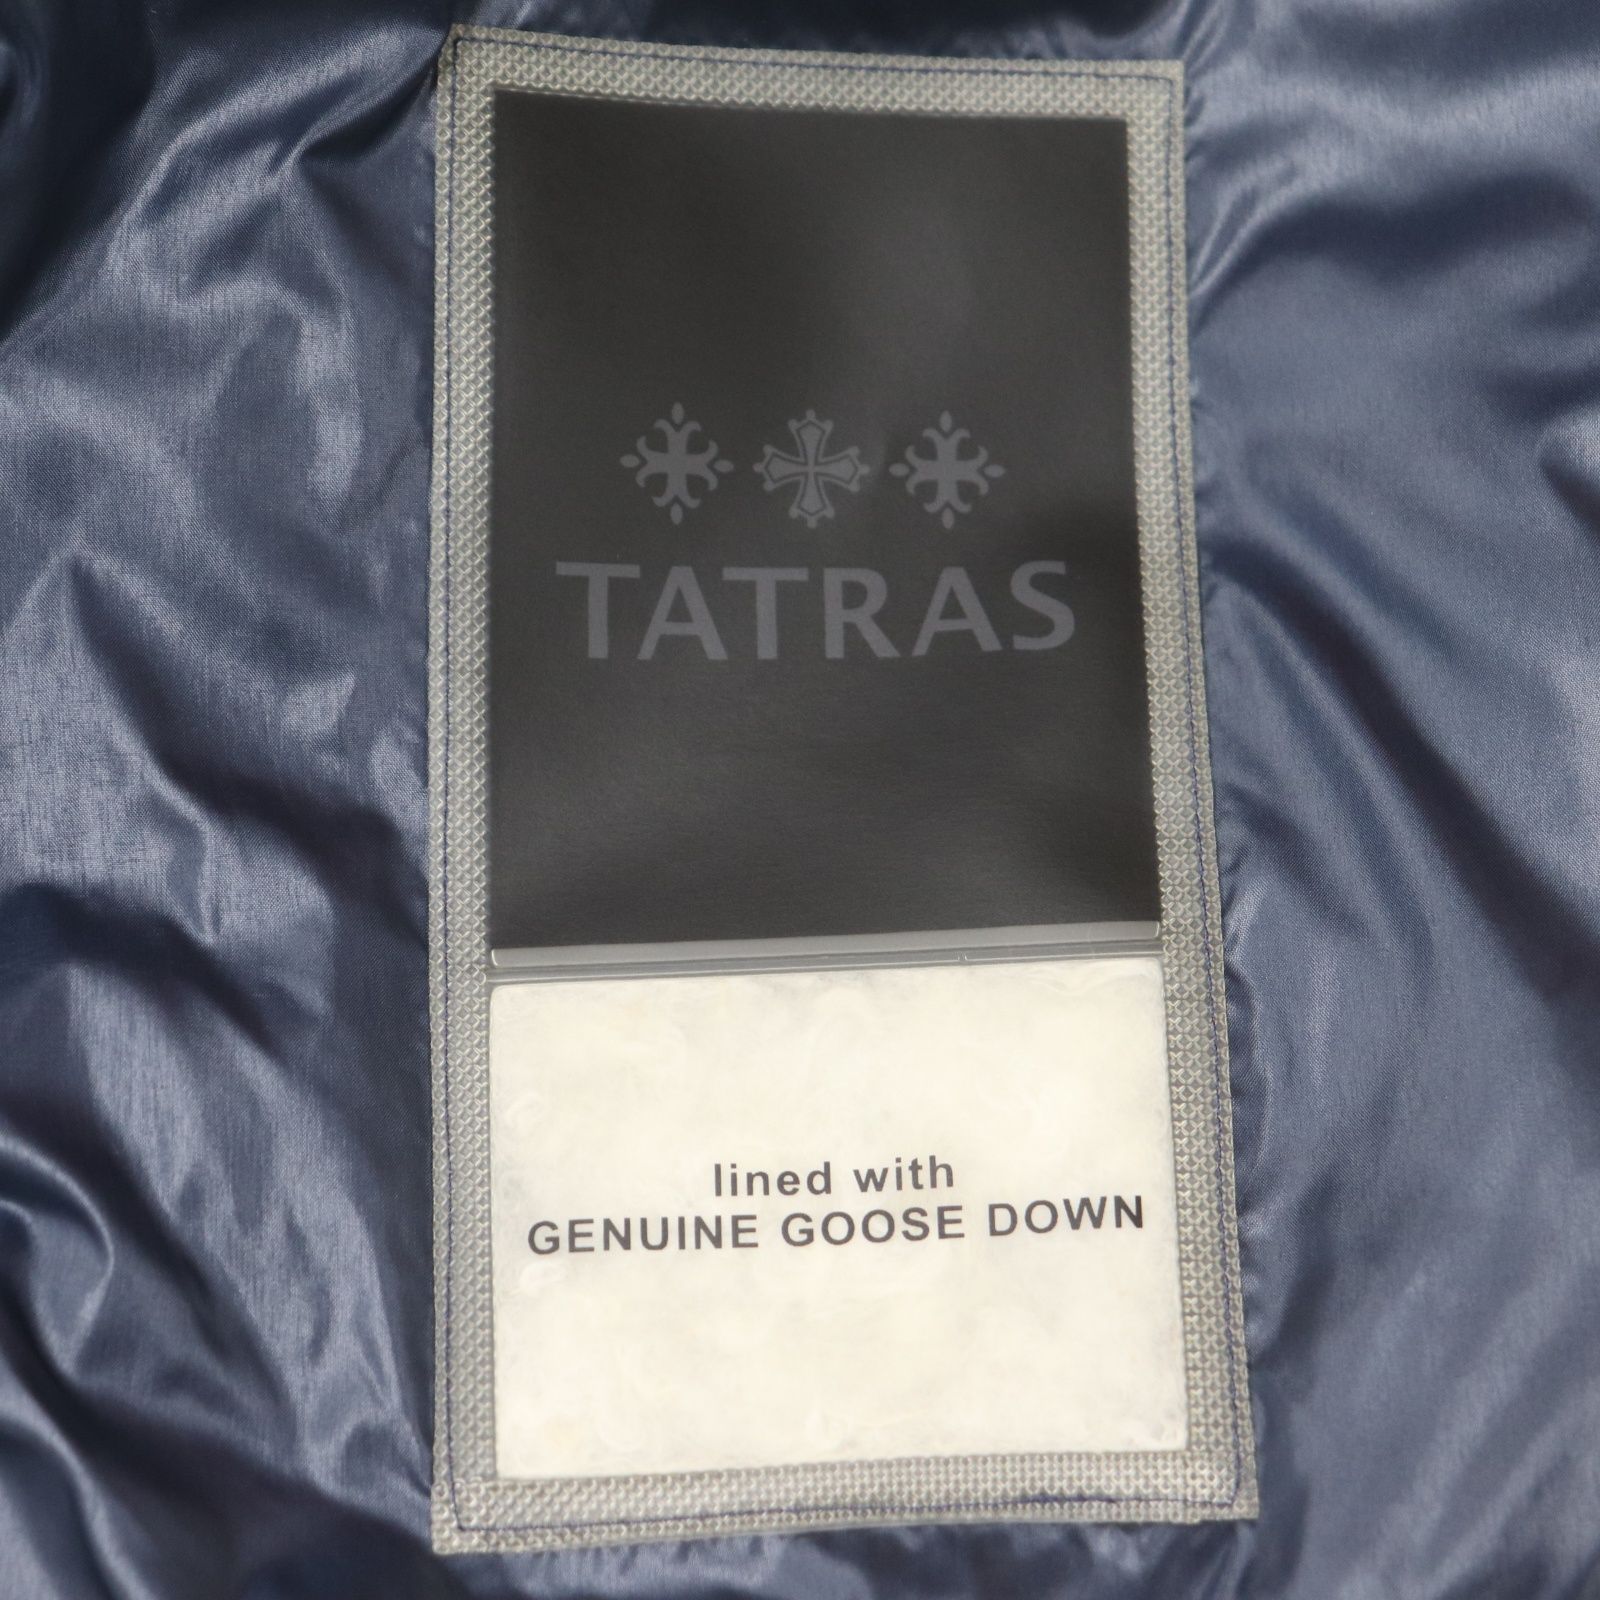 TATRAS
lined with
GENUINE GOOSE DOWN